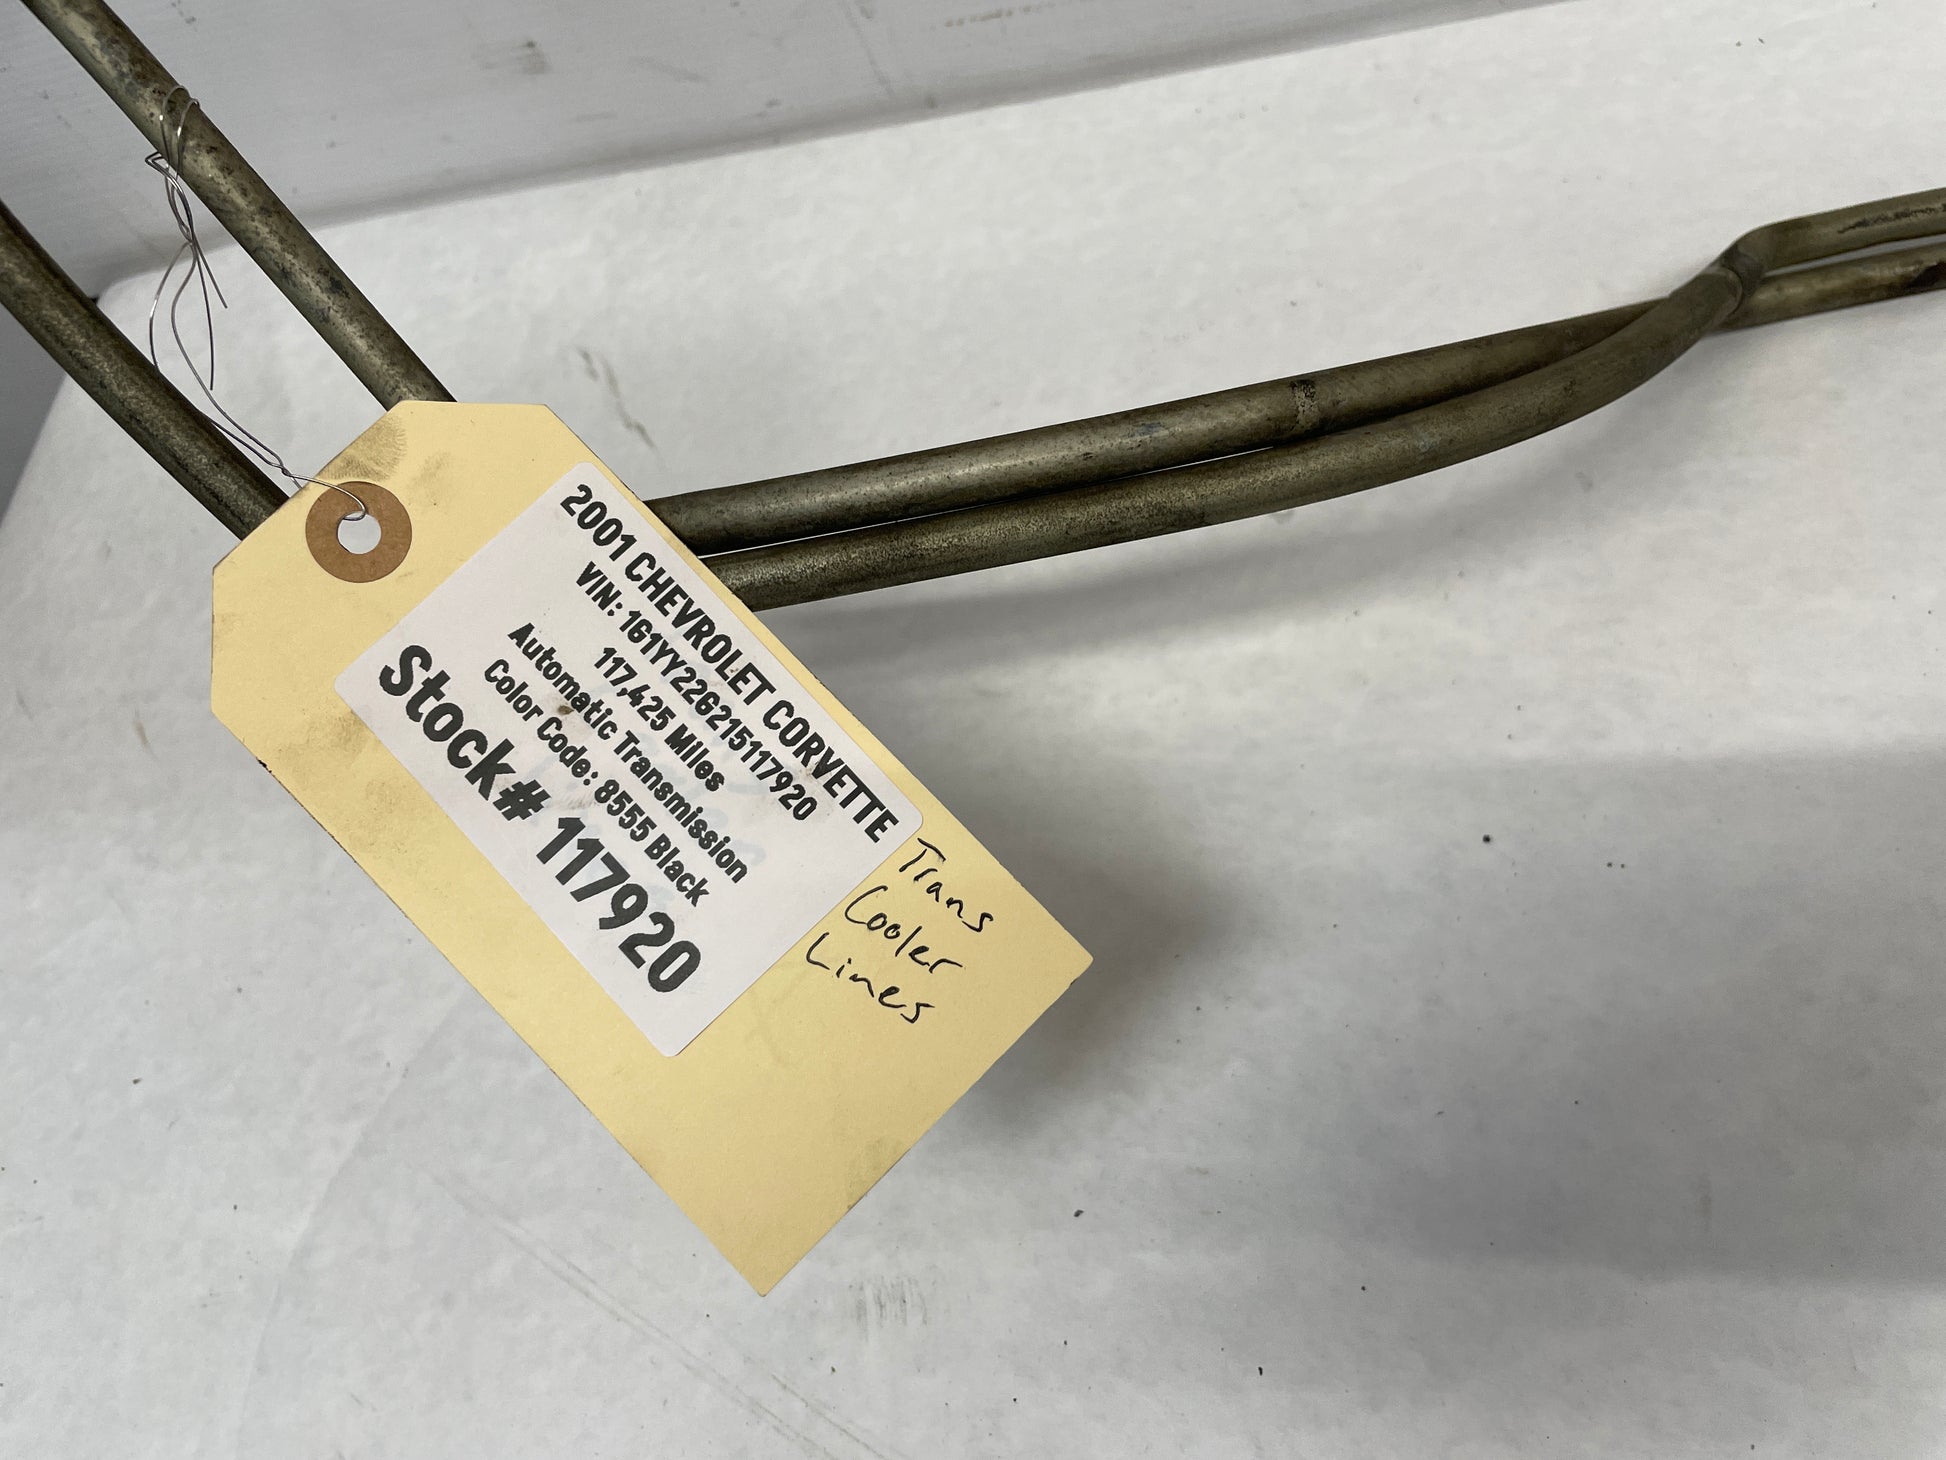 2001 CHEVROLET CORVETTE
VIN: 1G1YY22G215117920
117,425 Miles
Automatic Transmission
Color Code: 8555 Black
Stock# 117920
Trans
Cooler
Lines